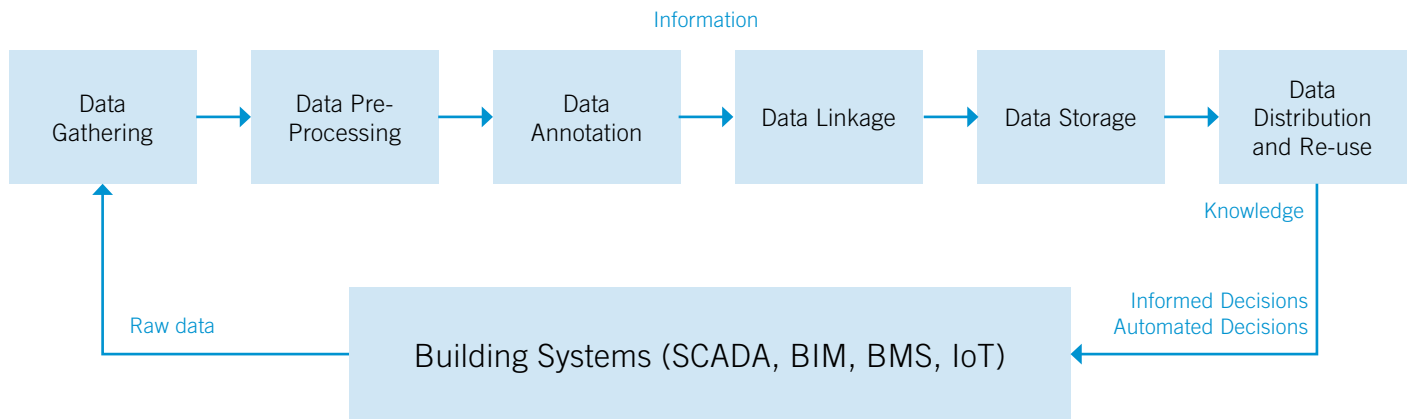 Information
Data
Gathering
Data Pre-
Processing
Data
Annotation
Data Linkage
Data Storage
Data
Distribution
and Re-use
Knowledge
Informed Decisions
Automated Decisions
Raw data
Building Systems (SCADA, BIM, BMS, IoT)